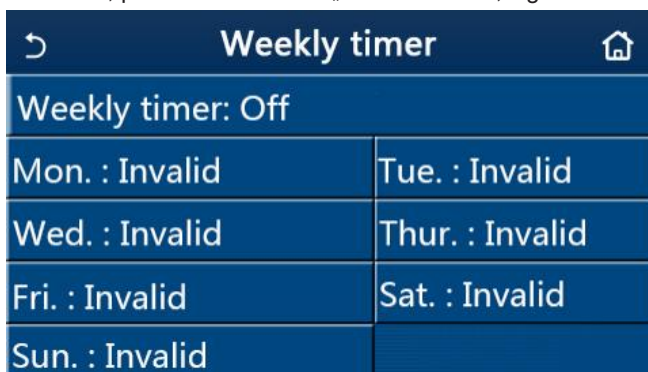 Weekly timer
Weekly timer: Off
Mon. : Invalid
Tue. : Invalid
Wed. : Invalid
Thur. : Invalid
Fri. : Invalid
Sat. : Invalid
Sun. : Invalid